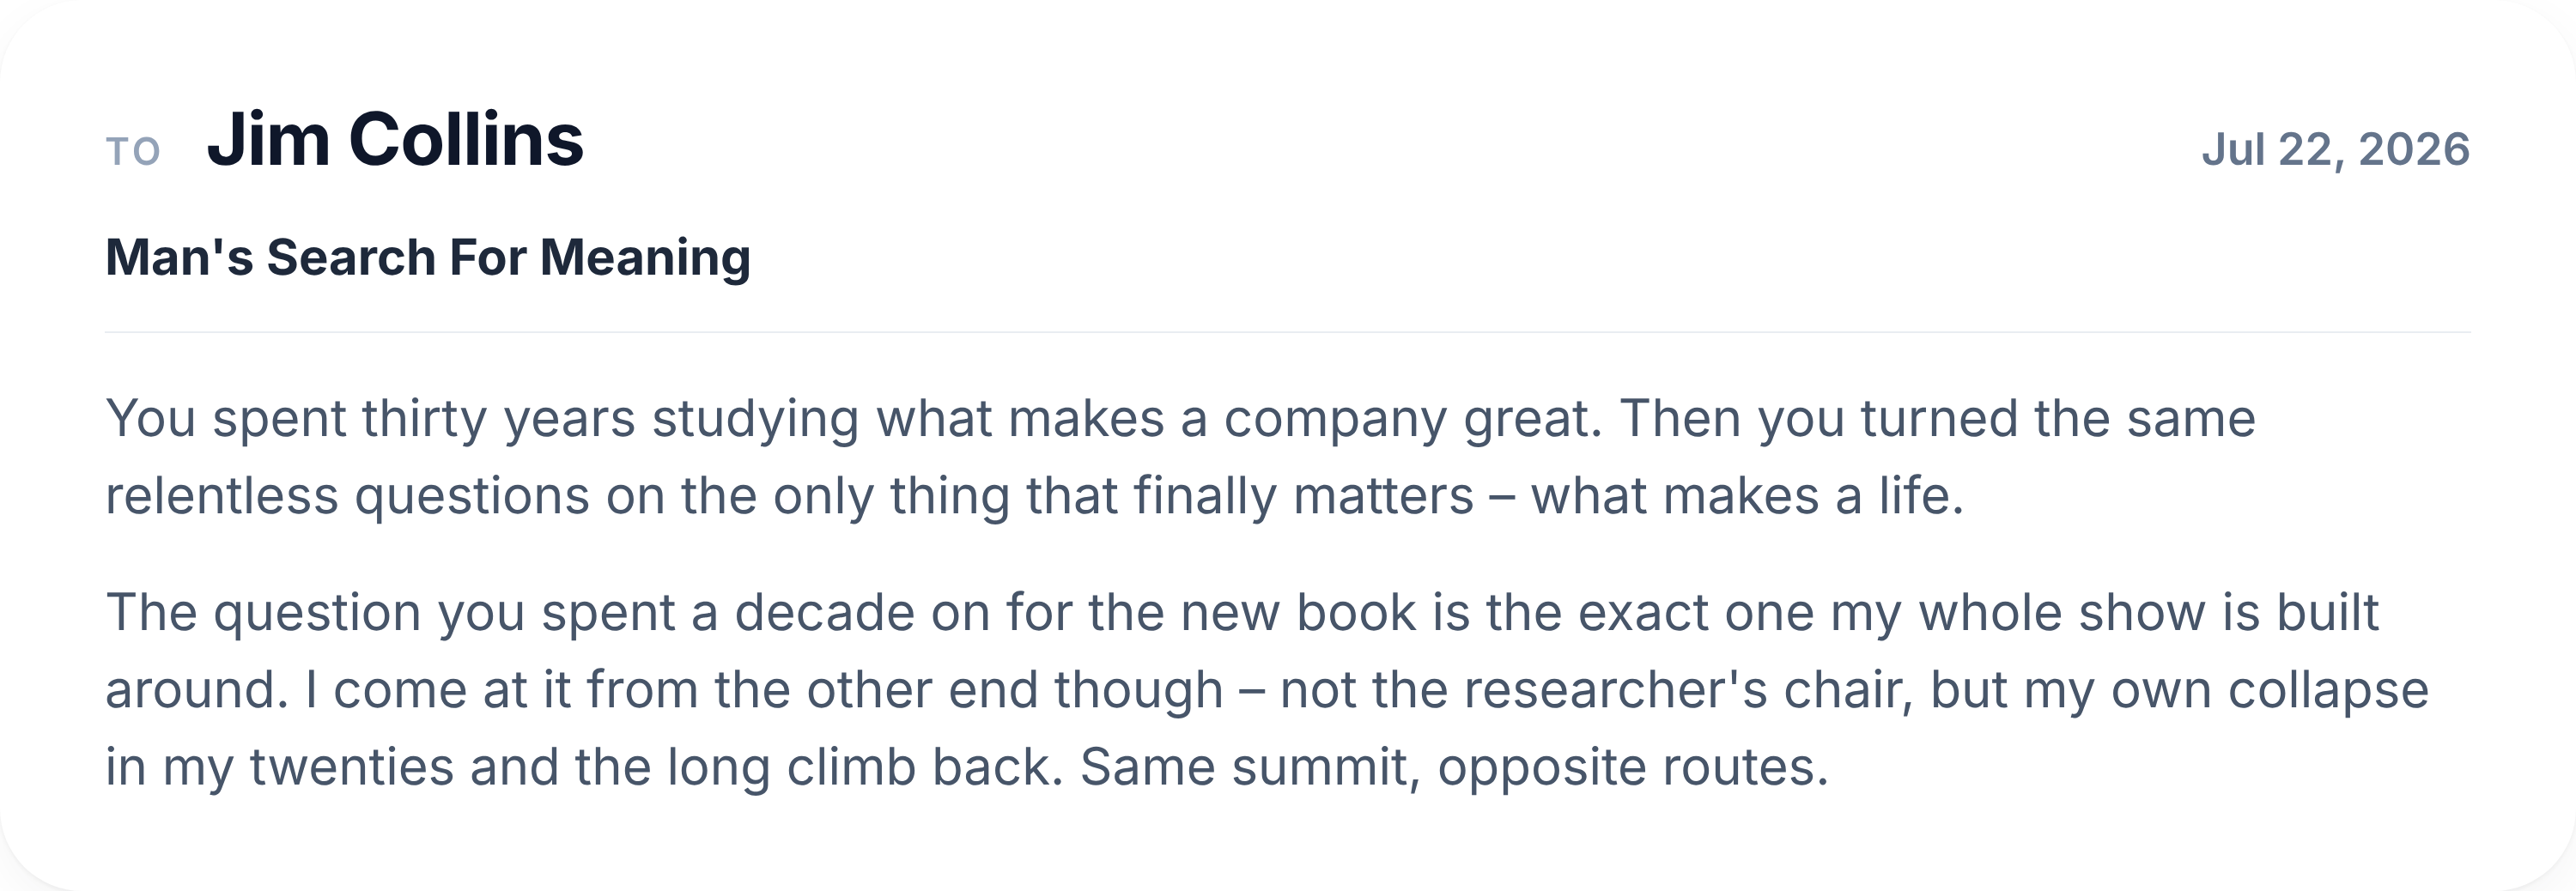 TO Jim Collins
Jul 22, 2026
Man's Search For Meaning
You spent thirty years studying what makes a company great. Then you turned the same
relentless questions on the only thing that finally matters – what makes a life.
The question you spent a decade on for the new book is the exact one my whole show is built
around. I come at it from the other end though – not the researcher's chair, but my own collapse
in my twenties and the long climb back. Same summit, opposite routes.